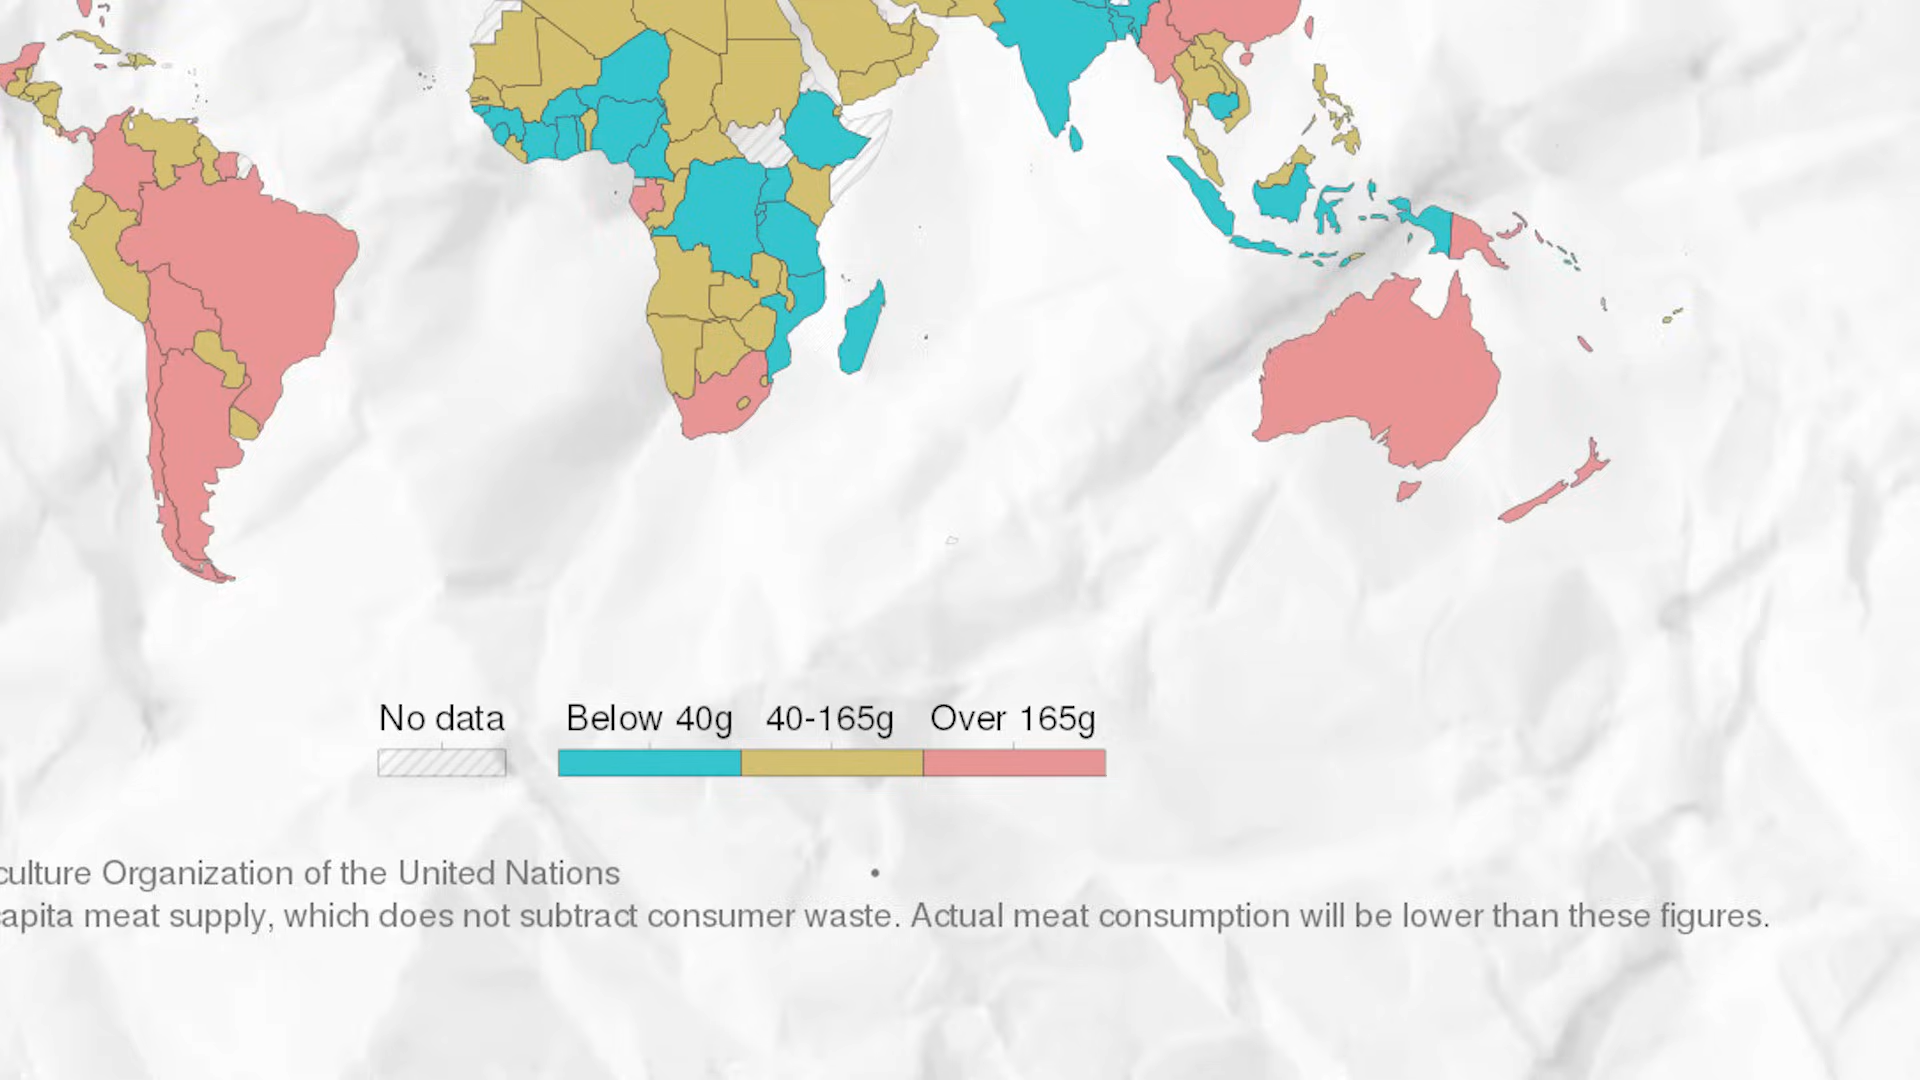 No data Below 40g 40-165g Over 165g
culture Organization of the United Nations •
capita meat supply, which does not subtract consumer waste. Actual meat consumption will be lower than these figures.